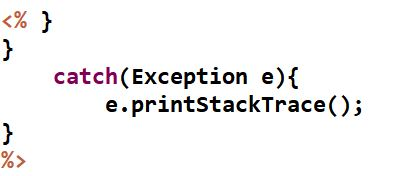 <% }
}
    catch(Exception e){
        e.printStackTrace();
}
%>